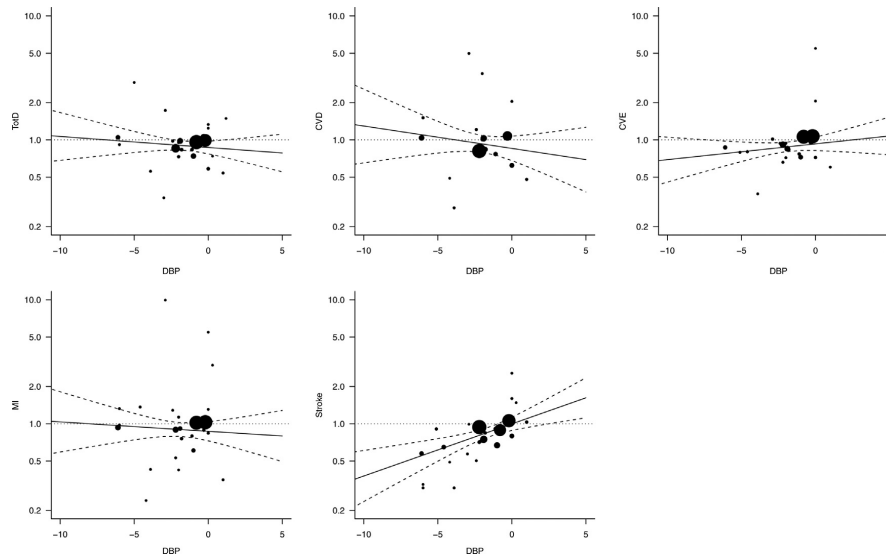 10.0 10.0 10.0
5.0 5.0 5.0
2.0 2.0 2.0
TotD 1.0 CVD 1.0 CVE 1.0
0.5 0.5 0.5
0.2 0.2 0.2
−10 −5 0 5 −10 −5 0 5 −10 −5 0
DBP DBP DBP
10.0 10.0
5.0 5.0
2.0 2.0
MI 1.0 Stroke 1.0
0.5 0.5
0.2 0.2
−10 −5 0 5 −10 −5 0 5
DBP DBP